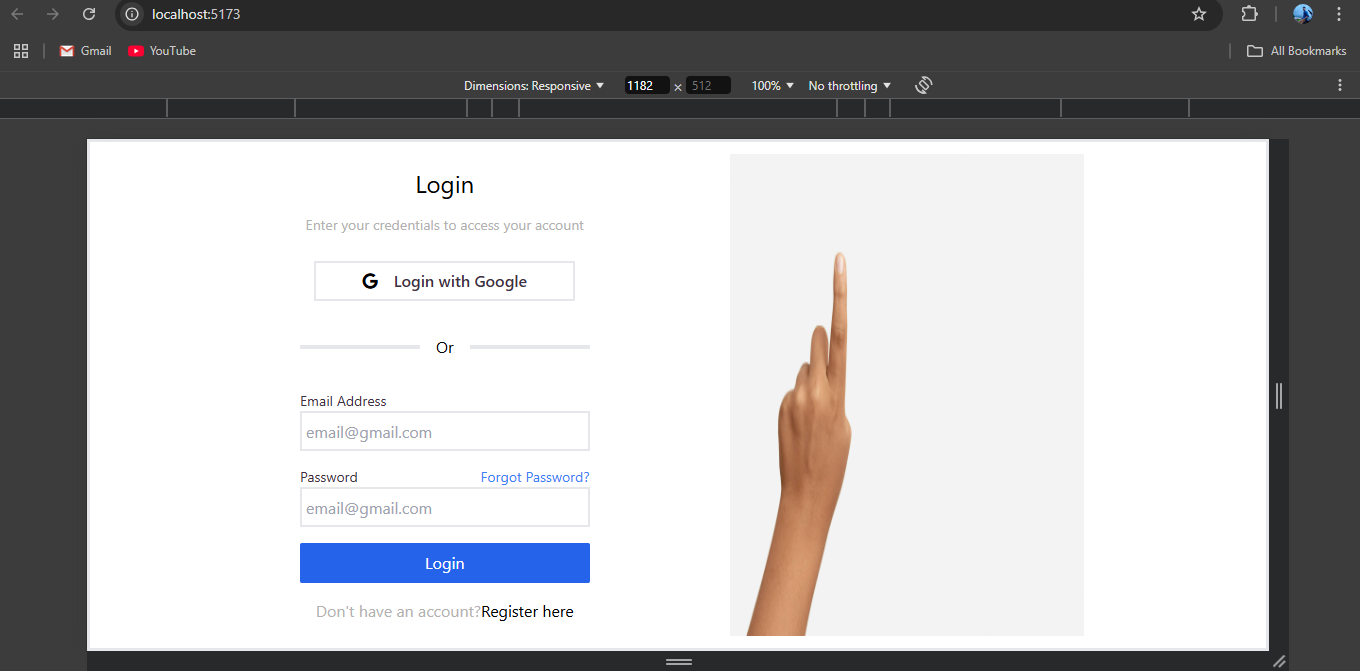 localhost:5173
Gmail YouTube All Bookmarks
Dimensions: Responsive 1182 × 512 100% No throttling
Login
Enter your credentials to access your account
G Login with Google
Or
Email Address
email@gmail.com
Password Forgot Password?
email@gmail.com
Login
Don't have an account?Register here